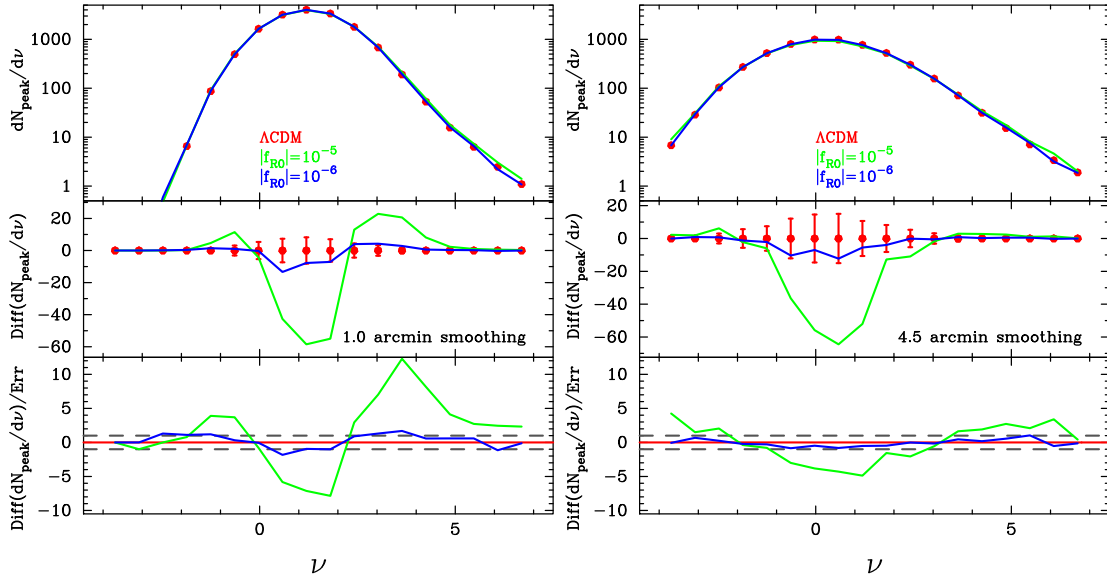 dN_peak/dν
1000
100
10
1
ΛCDM
|f_R0|=10^-5
|f_R0|=10^-6
Diff(dN_peak/dν)
20
0
−20
−40
−60
1.0 arcmin smoothing
Diff(dN_peak/dν)/Err
10
5
0
−5
−10
0
5
ν
dN_peak/dν
1000
100
10
1
ΛCDM
|f_R0|=10^-5
|f_R0|=10^-6
Diff(dN_peak/dν)
20
0
−20
−40
−60
4.5 arcmin smoothing
Diff(dN_peak/dν)/Err
10
5
0
−5
−10
0
5
ν